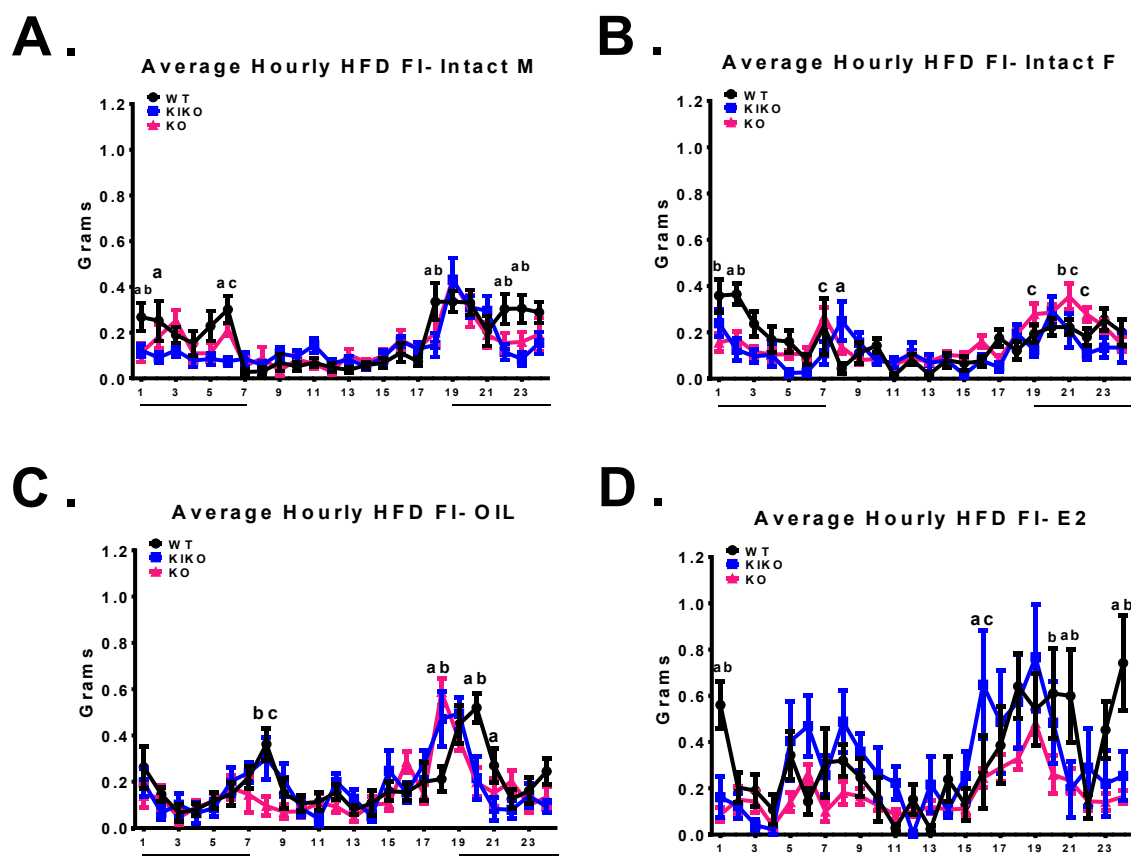 A.
Average Hourly HFD FI- Intact M
WT
KIKO
KO
1.2
1.0
0.8
0.6
0.4
0.2
0.0
Grams
ab
a
ac
ab
ab
ab
1 3 5 7 9 11 13 15 17 19 21 23
B.
Average Hourly HFD FI- Intact F
WT
KIKO
KO
1.2
1.0
0.8
0.6
0.4
0.2
0.0
Grams
b
ab
c
a
c
bc
c
1 3 5 7 9 11 13 15 17 19 21 23
C.
Average Hourly HFD FI- OIL
WT
KIKO
KO
1.2
1.0
0.8
0.6
0.4
0.2
0.0
Grams
bc
ab
ab
a
1 3 5 7 9 11 13 15 17 19 21 23
D.
Average Hourly HFD FI- E2
WT
KIKO
KO
1.2
1.0
0.8
0.6
0.4
0.2
0.0
Grams
ab
ac
b
ab
ab
1 3 5 7 9 11 13 15 17 19 21 23